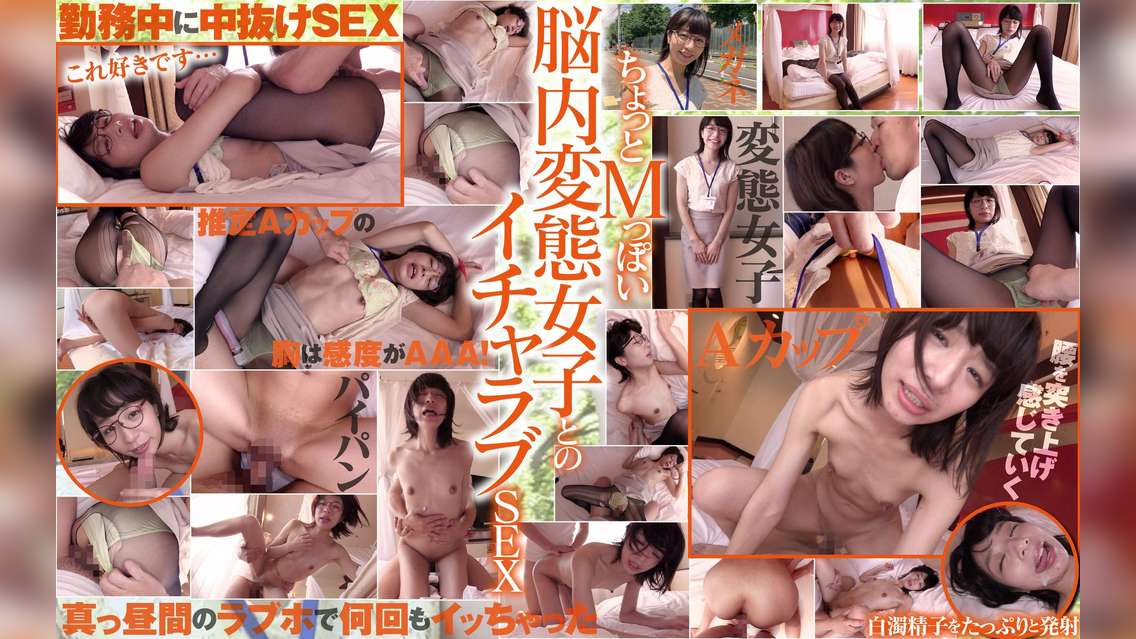 勤務中に中抜けSEX
これ好きです…
推定Aカップの
胸は感度がAAA!
パイパン
真っ昼間のラブホで何回もイッちゃった
ちょっとMっぽい
脳内変態女子との
イチャラブSEX
メガネ
変態女子
Aカップ
腰を突き上げ
感じていく
白濁精子をたっぷりと発射